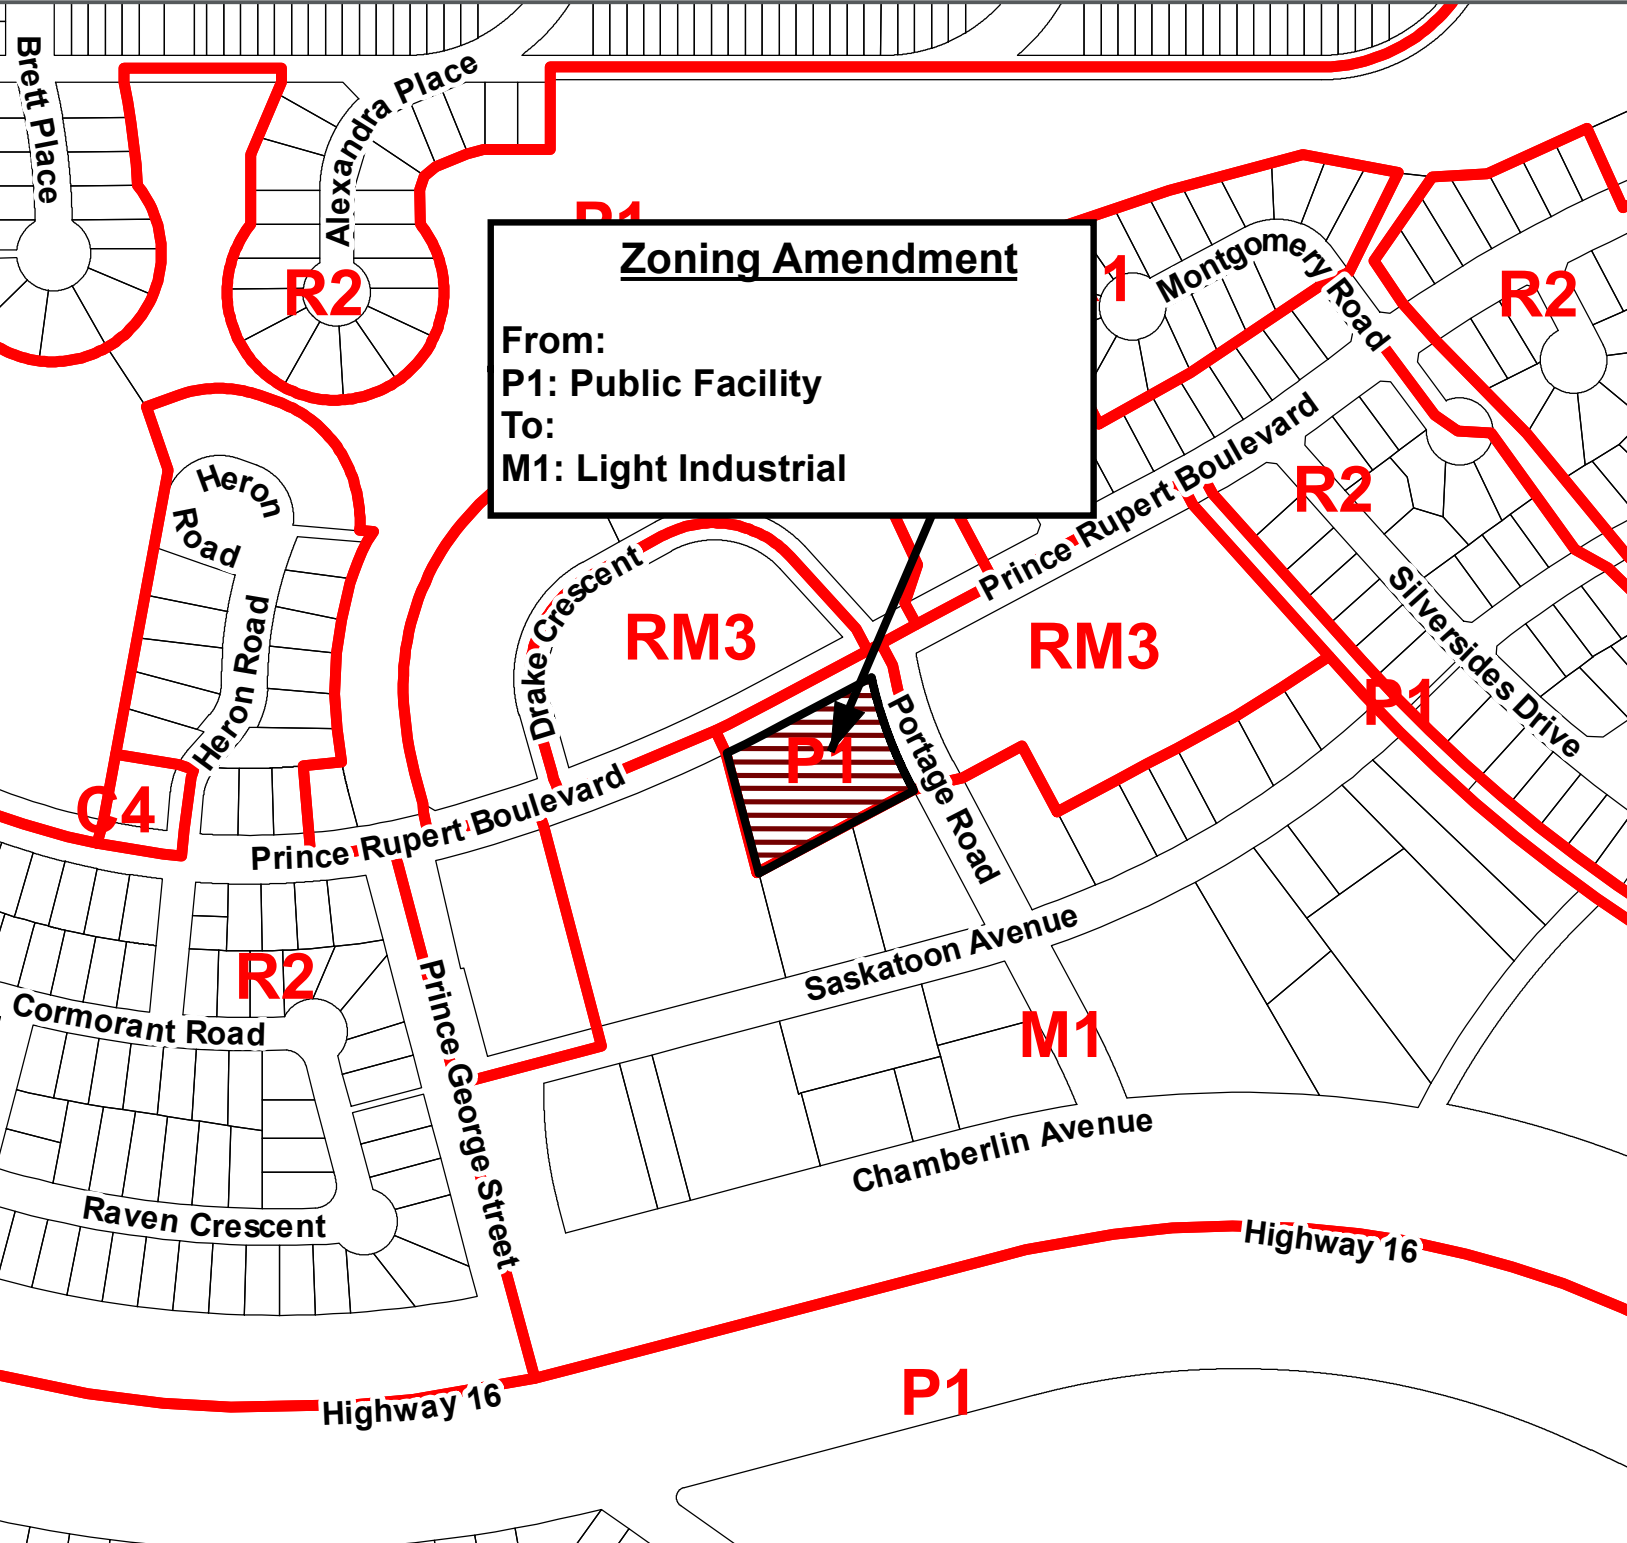 Brett Place
Alexandra Place
P1
R2
Zoning Amendment
From:
P1: Public Facility
To:
M1: Light Industrial
1
Montgomery Road
R2
Heron
Road
Heron Road
Drake Crescent
RM3
Prince Rupert Boulevard
RM3
R2
Silversides Drive
P1
P1
Portage Road
C4
Prince Rupert Boulevard
R2
Cormorant Road
Prince George Street
Saskatoon Avenue
M1
Chamberlin Avenue
Raven Crescent
Highway 16
Highway 16
P1